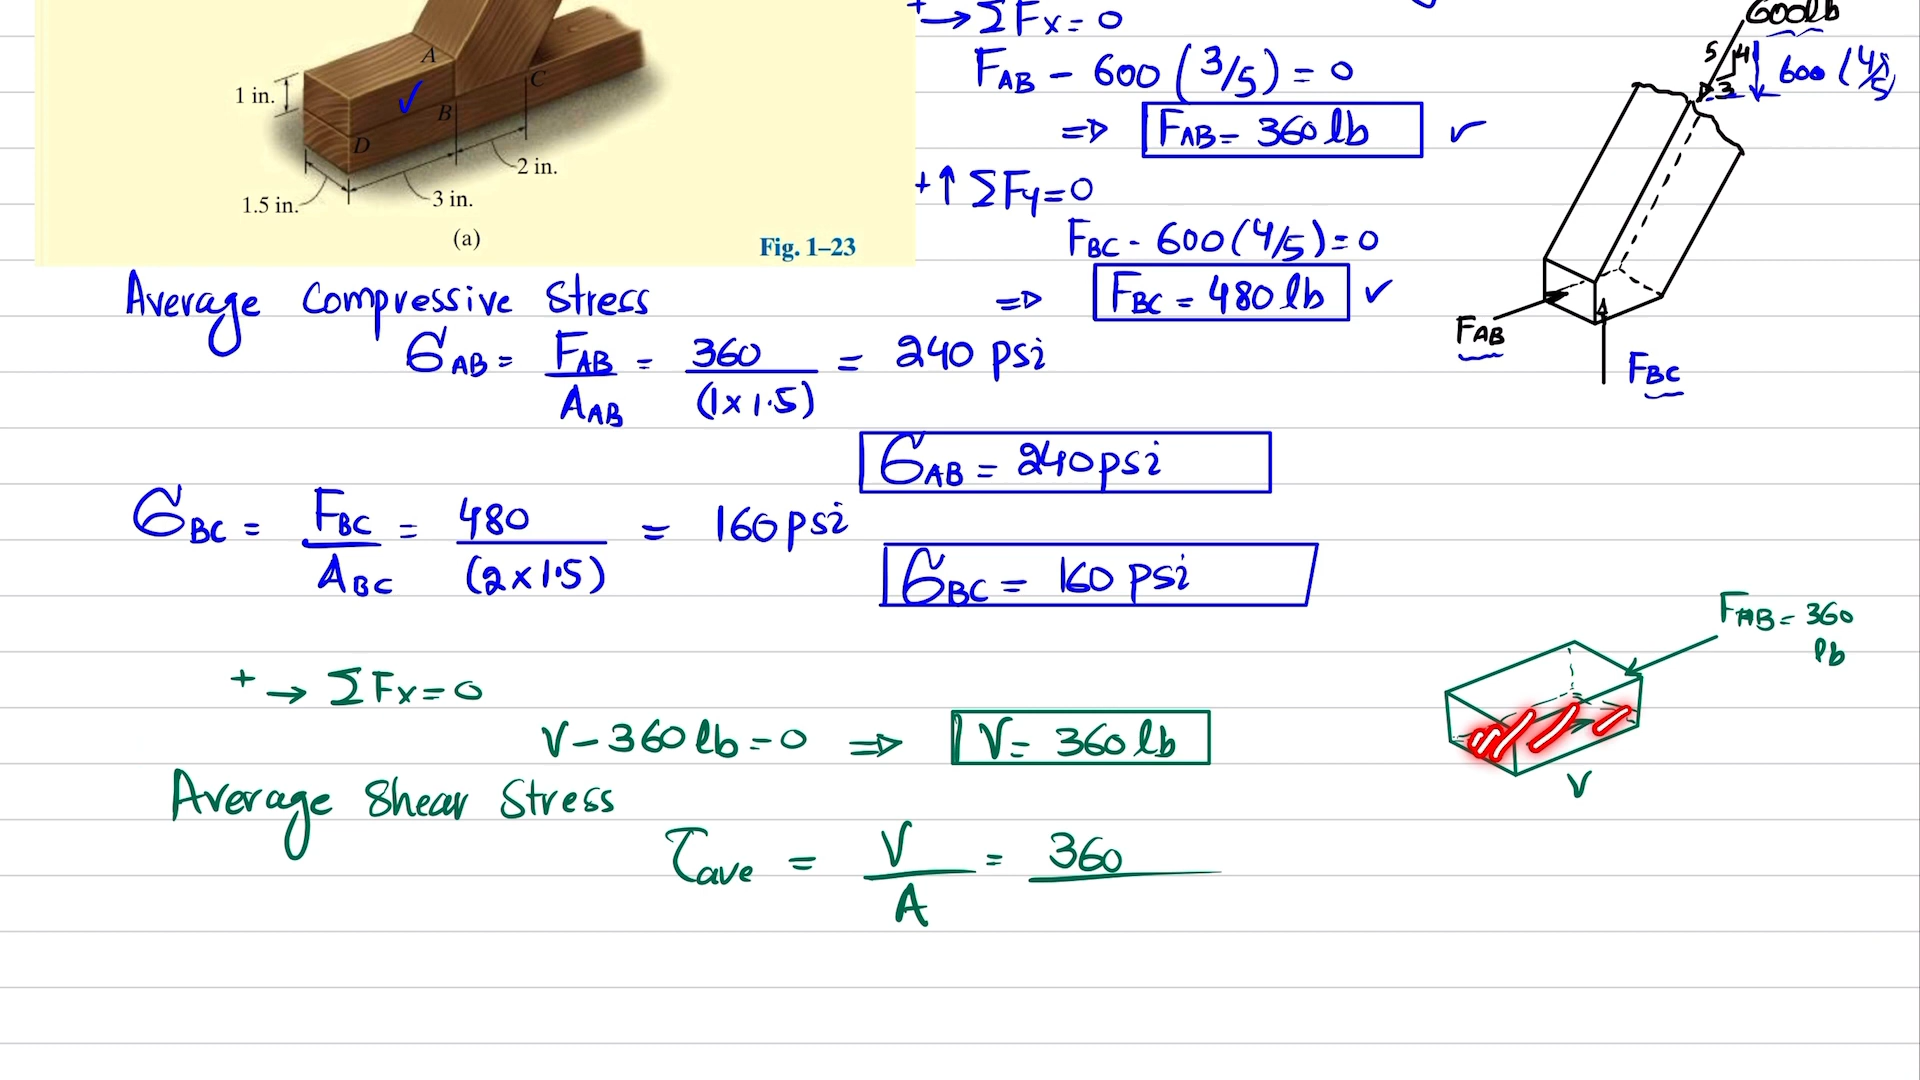 + → ΣFx = 0
600lb
FAB - 600 (3/5) = 0
5 4 3 600 (4/5)
1 in.
A
C
B
D
=> FAB = 360 lb ✓
2 in.
3 in.
1.5 in.
(a)
Fig. 1–23
+↑ ΣFy = 0
FBC - 600 (4/5) = 0
=> FBC = 480 lb ✓
FAB
FBC
Average Compressive Stress
σAB = FAB / AAB = 360 / (1 x 1.5) = 240 psi
σAB = 240 psi
σBC = FBC / ABC = 480 / (2 x 1.5) = 160 psi
σBC = 160 psi
FAB = 360 lb
+ → ΣFx = 0
V - 360 lb = 0 => V = 360 lb
V
Average Shear Stress
τave = V / A = 360